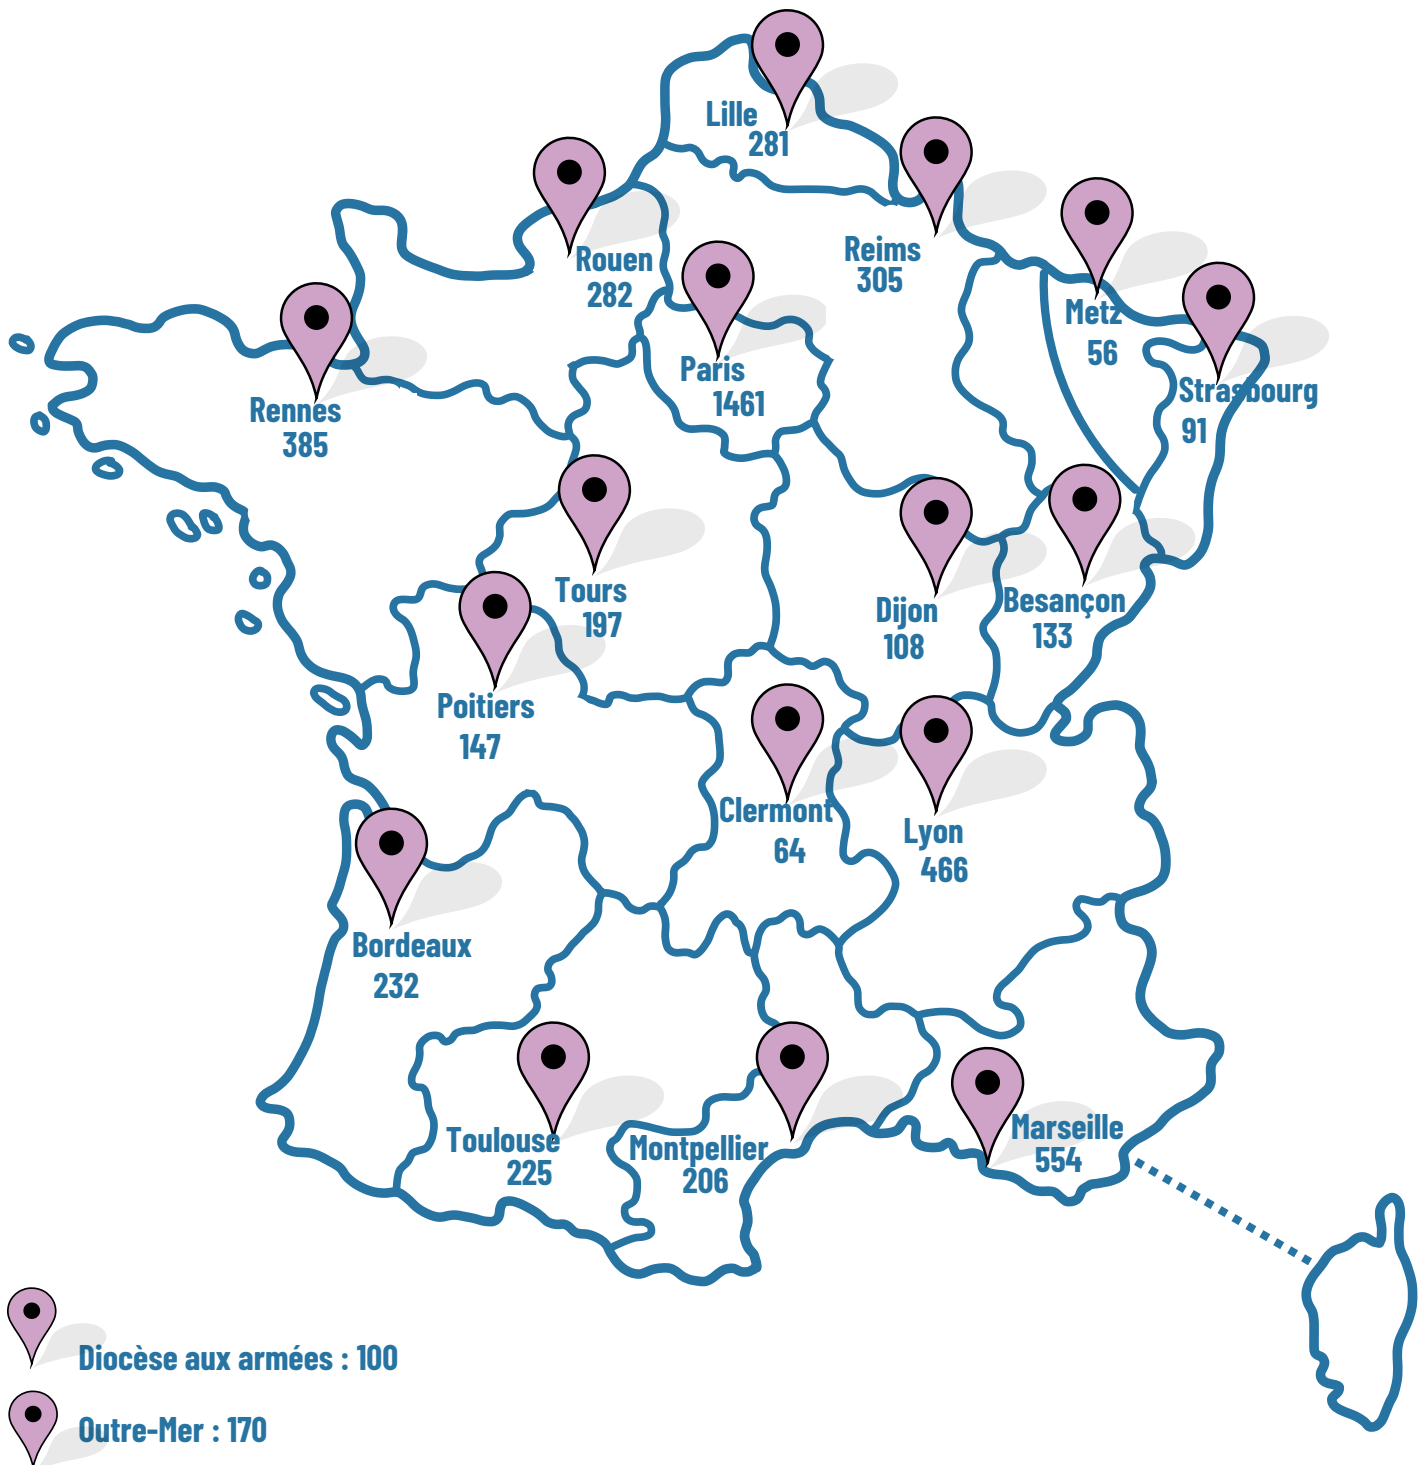 Lille
281
Rouen
282
Reims
305
Metz
56
Paris
1461
Strasbourg
91
Rennes
385
Tours
197
Dijon
108
Besançon
133
Poitiers
147
Clermont
64
Lyon
466
Bordeaux
232
Toulouse
225
Montpellier
206
Marseille
554
Diocèse aux armées : 100
Outre-Mer : 170